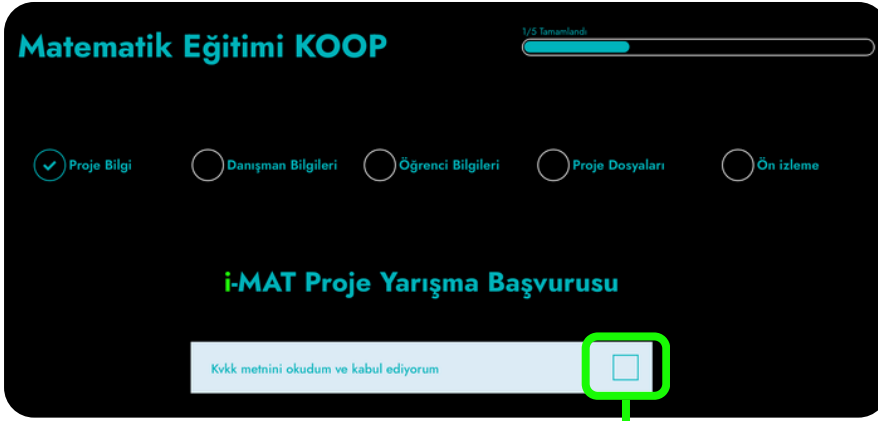 Matematik Eğitimi KOOP
1/5 Tamamlandı
Proje Bilgi
Danışman Bilgileri
Öğrenci Bilgileri
Proje Dosyaları
Ön izleme
i-MAT Proje Yarışma Başvurusu
Kvkk metnini okudum ve kabul ediyorum